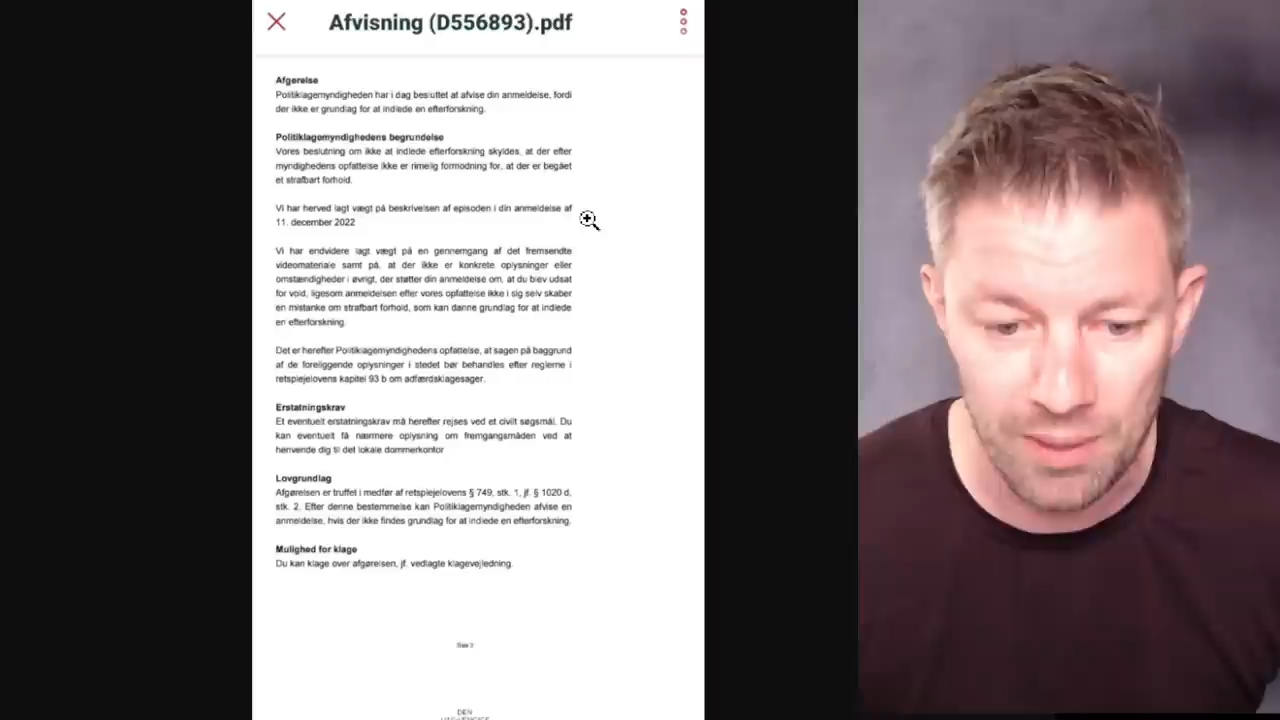 Afvisning (D556893).pdf
Afgørelse
Politiklagemyndigheden har i dag besluttet at afvise din anmeldelse, fordi
der ikke er grundlag for at indlede en efterforskning.
Politiklagemyndighedens begrundelse
Vores beslutning om ikke at indlede efterforskning skyldes, at der efter
myndighedens opfattelse ikke er rimelig formodning for, at der er begået
et strafbart forhold.
Vi har herved lagt vægt på beskrivelsen af episoden i din anmeldelse af
11. december 2022
Vi har endvidere lagt vægt på en gennemgang af det fremsendte
videomateriale samt på, at der ikke er konkrete oplysninger eller
omstændigheder i øvrigt, der støtter din anmeldelse om, at du blev udsat
for vold, ligesom anmeldelsen efter vores opfattelse ikke i sig selv skaber
en mistanke om strafbart forhold, som kan danne grundlag for at indlede
en efterforskning.
Det er herefter Politiklagemyndighedens opfattelse, at sagen på baggrund
af de foreliggende oplysninger i stedet bør behandles efter reglerne i
retsplejelovens kapitel 93 b om adfærdsklagesager.
Erstatningskrav
Et eventuelt erstatningskrav må herefter rejses ved et civilt søgsmål. Du
kan eventuelt få nærmere oplysning om fremgangsmåden ved at
henvende dig til det lokale dommerkontor
Lovgrundlag
Afgørelsen er truffet i medfør af retsplejelovens § 749, stk. 1, jf. § 1020 d,
stk. 2. Efter denne bestemmelse kan Politiklagemyndigheden afvise en
anmeldelse, hvis der ikke findes grundlag for at indlede en efterforskning.
Mulighed for klage
Du kan klage over afgørelsen, jf. vedlagte klagevejledning.
DEN